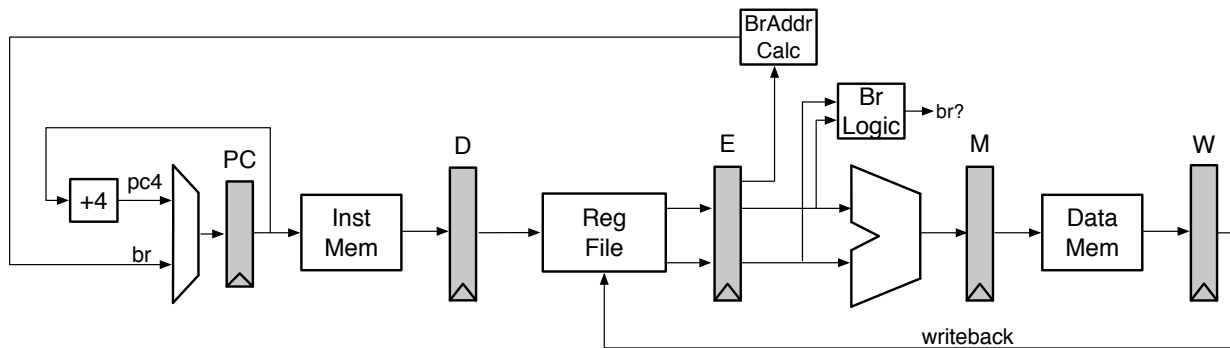 BrAddr
Calc
Br
Logic
br?
PC
D
E
M
W
+4
pc4
br
Inst
Mem
Reg
File
Data
Mem
writeback